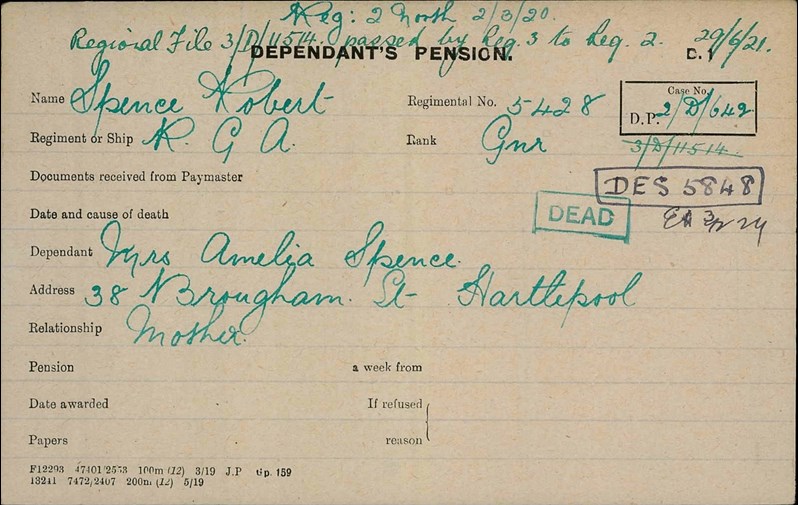 Reg: 2 North 2/3/20.
Regional File 3/D/11514 passed by Reg. 3 to Reg. 2. 29/6/21.
DEPENDANT'S PENSION. D. 1
Name Spence Robert Regimental No. 5428 Case No. D.P. 2/D/642
Regiment or Ship R. G A. Rank Gnr 3/D/11514.
Documents received from Paymaster DES 5848
Date and cause of death DEAD
Dependant Mrs Amelia Spence.
Address 38 N Brougham. St Hartlepool
Relationship Mother.
Pension a week from
Date awarded If refused
Papers reason
F12293 47401/2553 100m (12) 3/19 J.P Gp. 159
13241 7472/2407 200m (12) 5/19